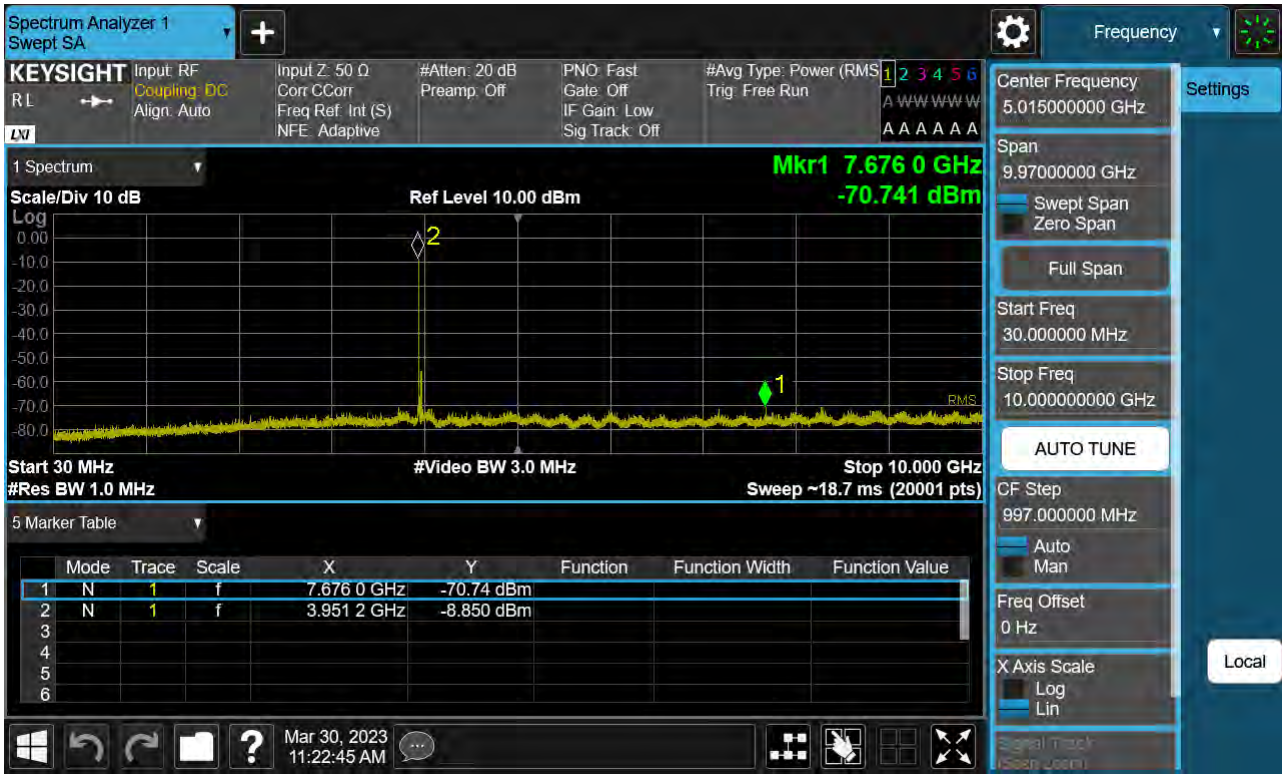 Spectrum Analyzer 1
Swept SA
Frequency
KEYSIGHT
RL
LXI
Input: RF
Coupling: DC
Align: Auto
Input Z: 50 Ω
Corr CCorr
Freq Ref: Int (S)
NFE: Adaptive
#Atten: 20 dB
Preamp: Off
PNO: Fast
Gate: Off
IF Gain: Low
Sig Track: Off
#Avg Type: Power (RMS
Trig: Free Run
1 2 3 4 5 6
A W W W W W
A A A A A A
1 Spectrum
Scale/Div 10 dB
Ref Level 10.00 dBm
Mkr1 7.676 0 GHz
-70.741 dBm
Log
0.00
-10.0
-20.0
-30.0
-40.0
-50.0
-60.0
-70.0
-80.0
2
1
RMS
Start 30 MHz
#Video BW 3.0 MHz
Stop 10.000 GHz
#Res BW 1.0 MHz
Sweep ~18.7 ms (20001 pts)
5 Marker Table
Mode Trace Scale X Y Function Function Width Function Value
1 N 1 f 7.676 0 GHz -70.74 dBm
2 N 1 f 3.951 2 GHz -8.850 dBm
3
4
5
6
Mar 30, 2023
11:22:45 AM
Center Frequency
5.015000000 GHz
Settings
Span
9.97000000 GHz
Swept Span
Zero Span
Full Span
Start Freq
30.000000 MHz
Stop Freq
10.000000000 GHz
AUTO TUNE
CF Step
997.000000 MHz
Auto
Man
Freq Offset
0 Hz
X Axis Scale
Log
Lin
Local
Signal Track
(Span Zoom)